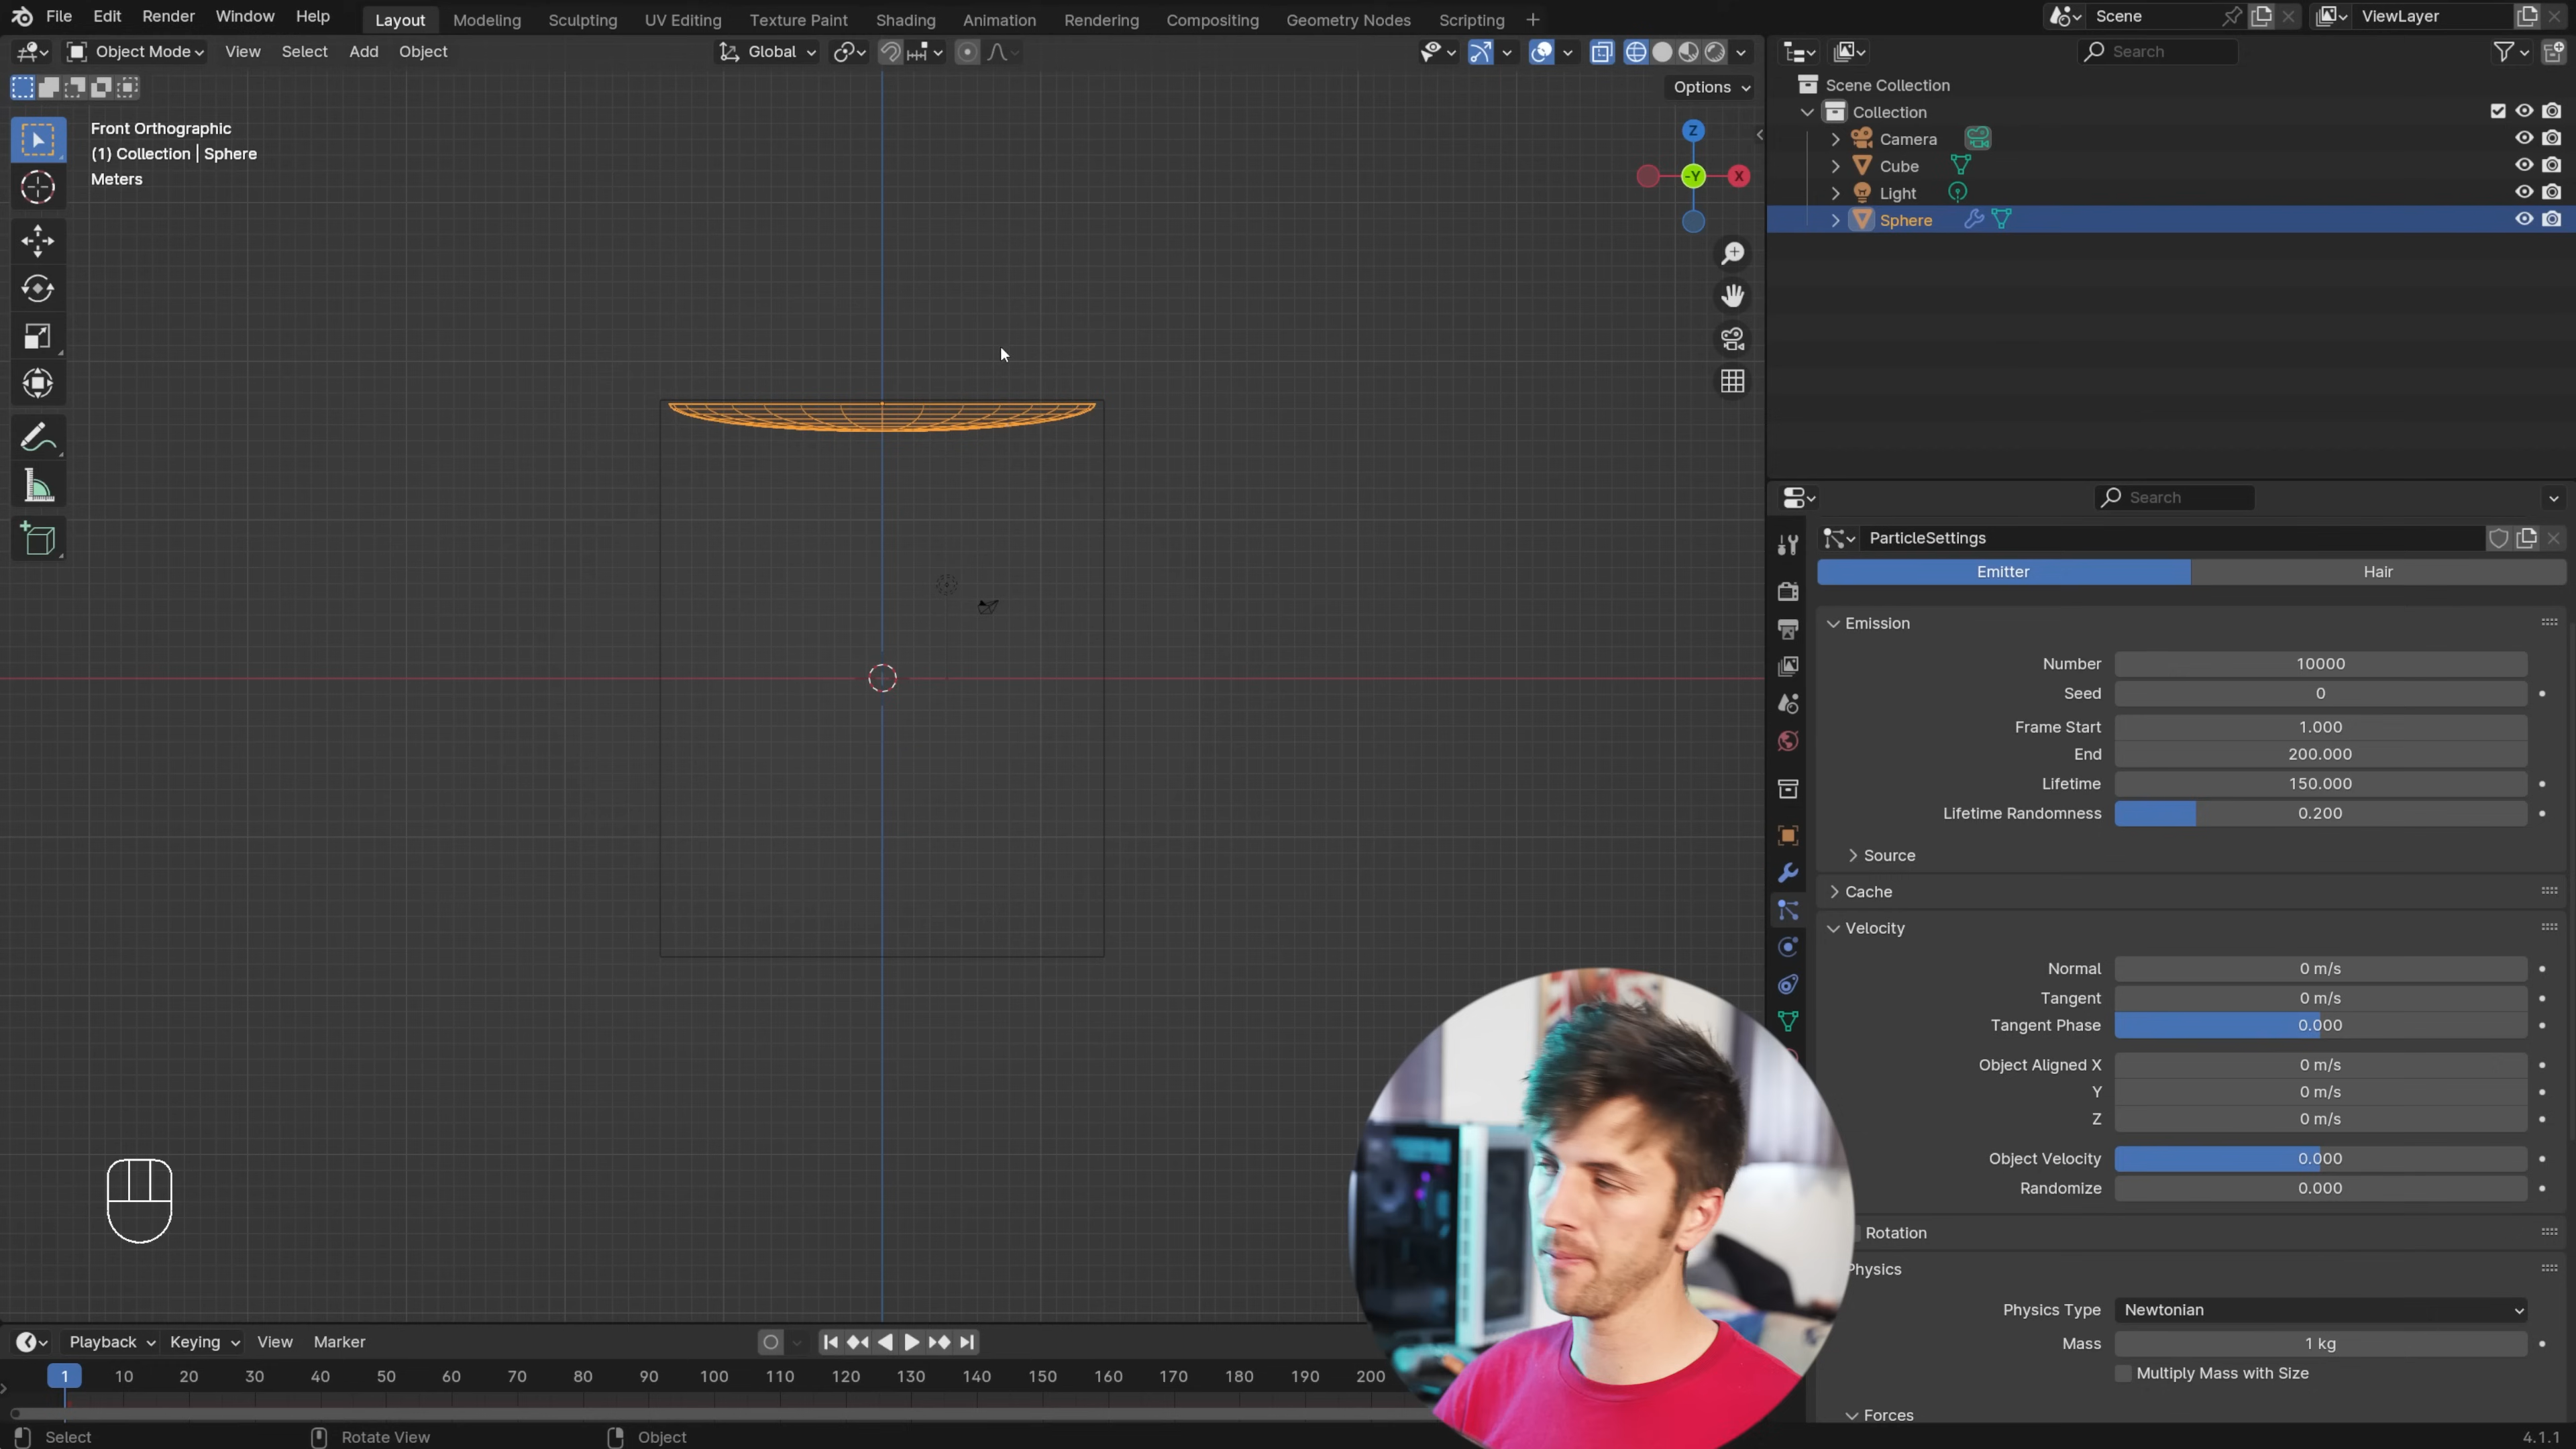 File Edit Render Window Help Layout Modeling Sculpting UV Editing Texture Paint Shading Animation Rendering Compositing Geometry Nodes Scripting + Scene ViewLayer
Object Mode View Select Add Object Global Search
Options
Front Orthographic
(1) Collection | Sphere
Meters
Z
-Y X
Scene Collection
Collection
Camera
Cube
Light
Sphere
Search
ParticleSettings
Emitter Hair
Emission
Number 10000
Seed 0
Frame Start 1.000
End 200.000
Lifetime 150.000
Lifetime Randomness 0.200
Source
Cache
Velocity
Normal 0 m/s
Tangent 0 m/s
Tangent Phase 0.000
Object Aligned X 0 m/s
Y 0 m/s
Z 0 m/s
Object Velocity 0.000
Randomize 0.000
Rotation
Physics
Physics Type Newtonian
Mass 1 kg
Multiply Mass with Size
Forces
Playback Keying View Marker
1 10 20 30 40 50 60 70 80 90 100 110 120 130 140 150 160 170 180 190 200
Select Rotate View Object 4.1.1